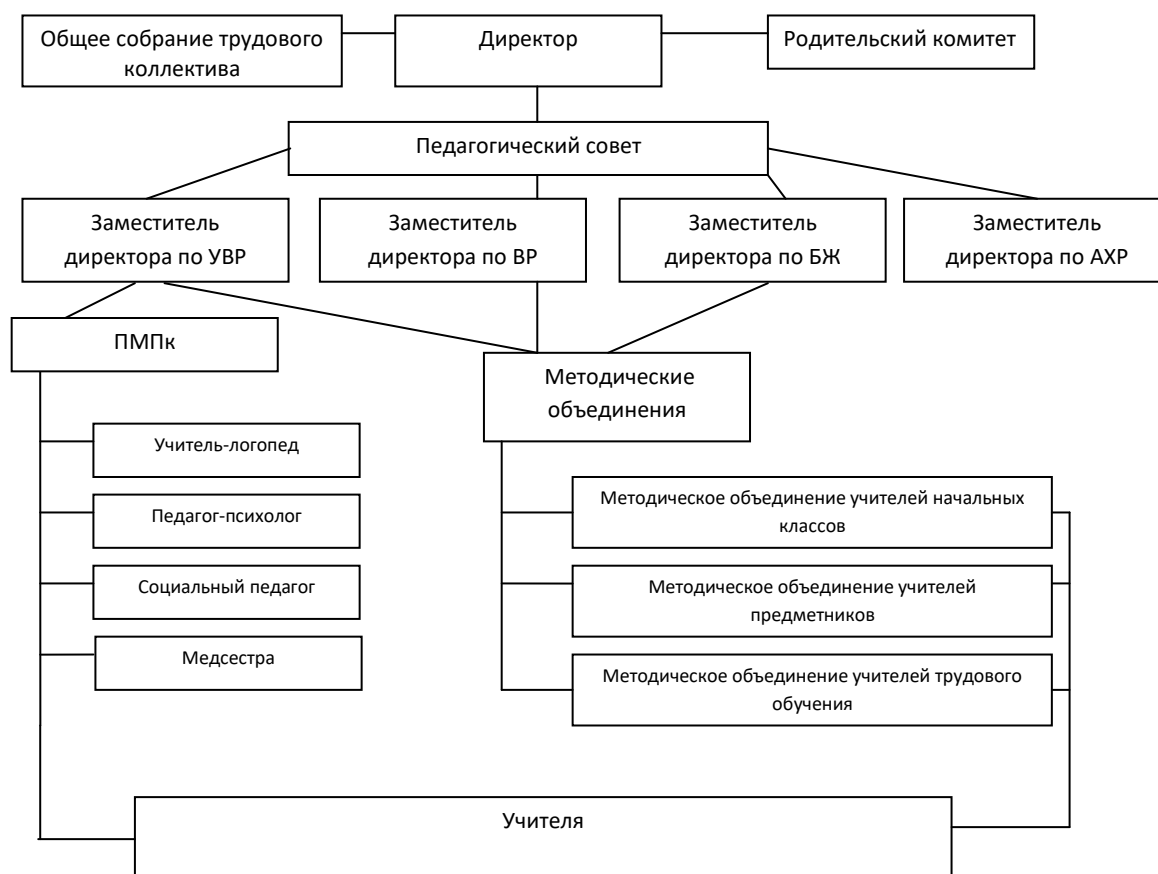 Общее собрание трудового
коллектива
Директор
Родительский комитет
Педагогический совет
Заместитель
директора по УВР
Заместитель
директора по ВР
Заместитель
директора по БЖ
Заместитель
директора по АХР
ПМПк
Методические
объединения
Учитель-логопед
Педагог-психолог
Социальный педагог
Медсестра
Методическое объединение учителей начальных
классов
Методическое объединение учителей
предметников
Методическое объединение учителей трудового
обучения
Учителя